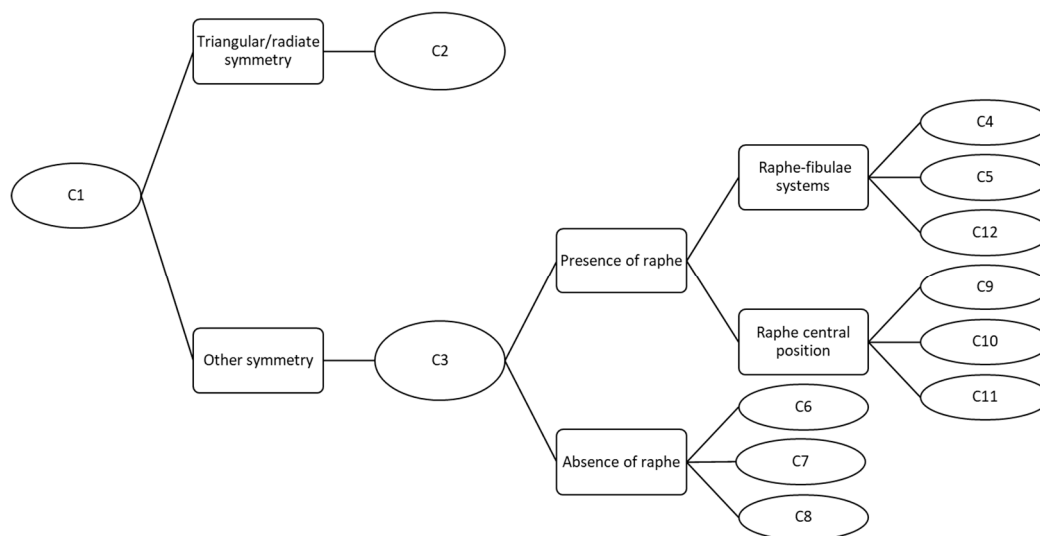 Triangular/radiate
symmetry
C2
C1
Other symmetry
C3
Presence of raphe
Raphe-fibulae
systems
C4
C5
C12
Raphe central
position
C9
C10
C11
Absence of raphe
C6
C7
C8